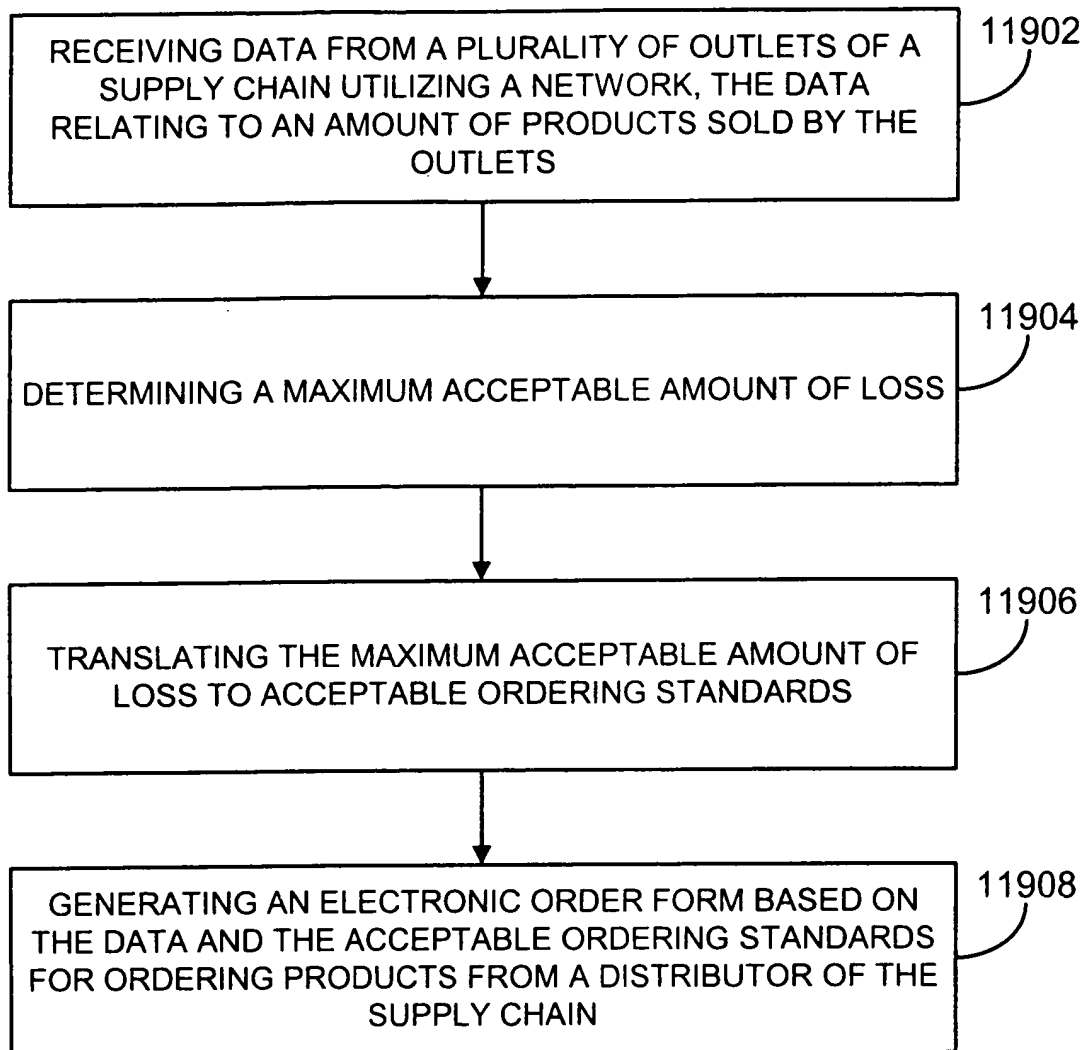 RECEIVING DATA FROM A PLURALITY OF OUTLETS OF A
SUPPLY CHAIN UTILIZING A NETWORK, THE DATA
RELATING TO AN AMOUNT OF PRODUCTS SOLD BY THE
OUTLETS
11902
DETERMINING A MAXIMUM ACCEPTABLE AMOUNT OF LOSS
11904
TRANSLATING THE MAXIMUM ACCEPTABLE AMOUNT OF
LOSS TO ACCEPTABLE ORDERING STANDARDS
11906
GENERATING AN ELECTRONIC ORDER FORM BASED ON
THE DATA AND THE ACCEPTABLE ORDERING STANDARDS
FOR ORDERING PRODUCTS FROM A DISTRIBUTOR OF THE
SUPPLY CHAIN
11908